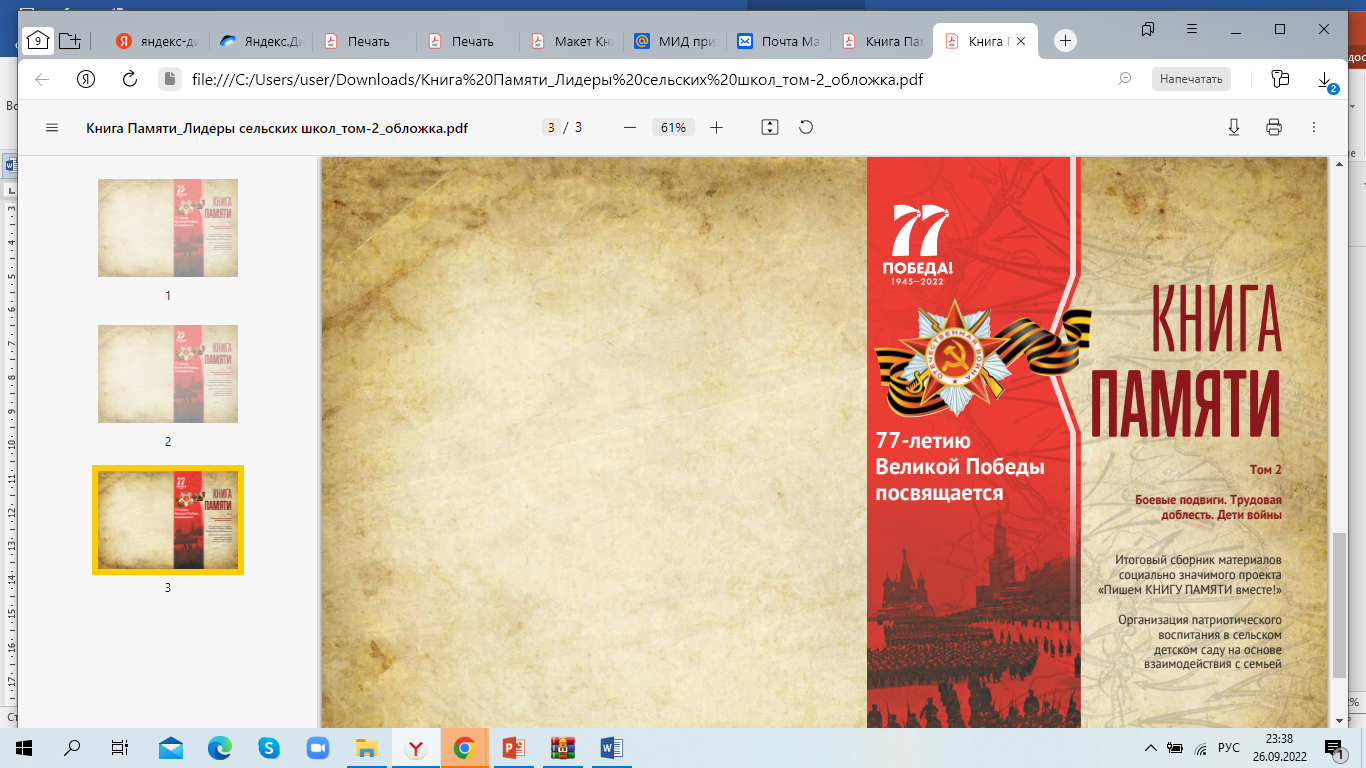 9
яндекс-ди
Яндекс.Ди
Печать
Печать
Макет Кни
МИД при
Почта Ма
Книга Пам
Книга П
file:///C:/Users/user/Downloads/Книга%20Памяти_Лидеры%20сельских%20школ_том-2_обложка.pdf
Напечатать
2
Книга Памяти_Лидеры сельских школ_том-2_обложка.pdf
3 / 3
61%
1
2
3
77
ПОБЕДА!
1945–2022
ОТЕЧЕСТВЕННАЯ ВОЙНА
77-летию
Великой Победы
посвящается
КНИГА
ПАМЯТИ
Том 2
Боевые подвиги. Трудовая
доблесть. Дети войны
Итоговый сборник материалов
социально значимого проекта
«Пишем КНИГУ ПАМЯТИ вместе!»
Организация патриотического
воспитания в сельском
детском саду на основе
взаимодействия с семьей
РУС
23:38
26.09.2022
1